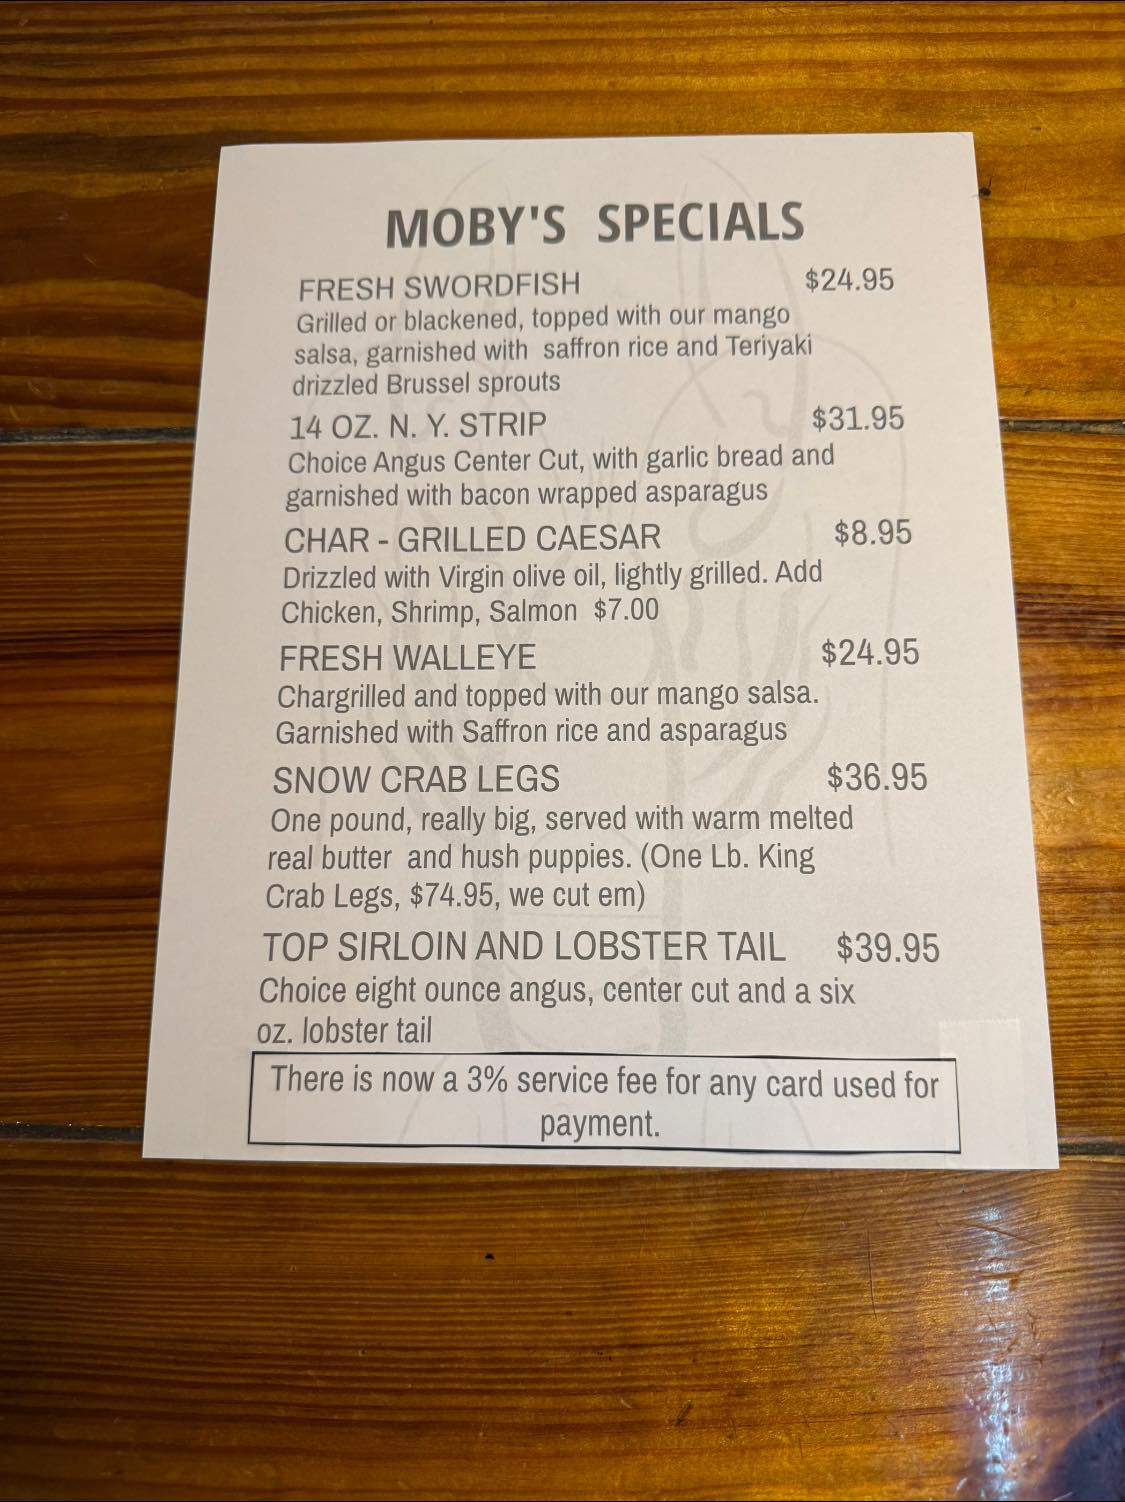 MOBY'S SPECIALS
FRESH SWORDFISH $24.95
Grilled or blackened, topped with our mango
salsa, garnished with saffron rice and Teriyaki
drizzled Brussel sprouts
14 OZ. N. Y. STRIP $31.95
Choice Angus Center Cut, with garlic bread and
garnished with bacon wrapped asparagus
CHAR - GRILLED CAESAR $8.95
Drizzled with Virgin olive oil, lightly grilled. Add
Chicken, Shrimp, Salmon $7.00
FRESH WALLEYE $24.95
Chargrilled and topped with our mango salsa.
Garnished with Saffron rice and asparagus
SNOW CRAB LEGS $36.95
One pound, really big, served with warm melted
real butter and hush puppies. (One Lb. King
Crab Legs, $74.95, we cut em)
TOP SIRLOIN AND LOBSTER TAIL $39.95
Choice eight ounce angus, center cut and a six
oz. lobster tail
There is now a 3% service fee for any card used for
payment.